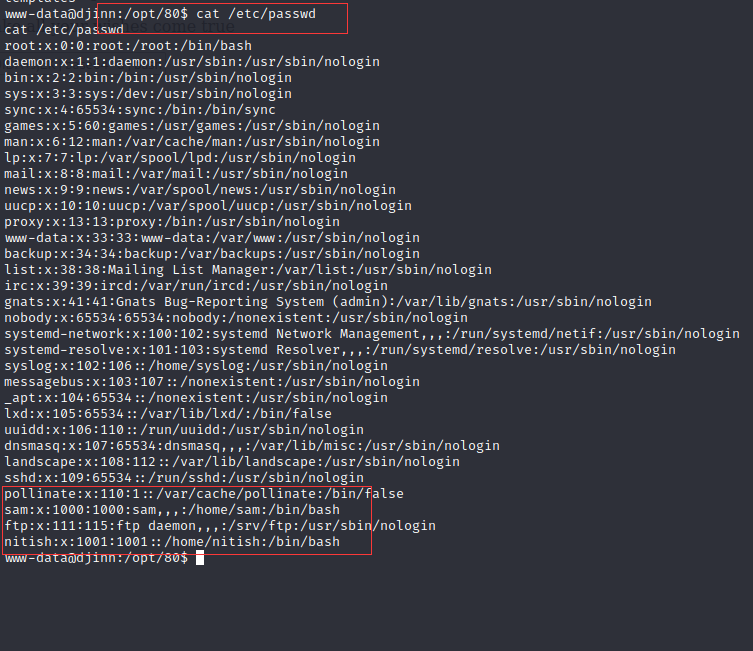 templates
www-data@djinn:/opt/80$ cat /etc/passwd
cat /etc/passwd
root:x:0:0:root:/root:/bin/bash
daemon:x:1:1:daemon:/usr/sbin:/usr/sbin/nologin
bin:x:2:2:bin:/bin:/usr/sbin/nologin
sys:x:3:3:sys:/dev:/usr/sbin/nologin
sync:x:4:65534:sync:/bin:/bin/sync
games:x:5:60:games:/usr/games:/usr/sbin/nologin
man:x:6:12:man:/var/cache/man:/usr/sbin/nologin
lp:x:7:7:lp:/var/spool/lpd:/usr/sbin/nologin
mail:x:8:8:mail:/var/mail:/usr/sbin/nologin
news:x:9:9:news:/var/spool/news:/usr/sbin/nologin
uucp:x:10:10:uucp:/var/spool/uucp:/usr/sbin/nologin
proxy:x:13:13:proxy:/bin:/usr/sbin/nologin
www-data:x:33:33:www-data:/var/www:/usr/sbin/nologin
backup:x:34:34:backup:/var/backups:/usr/sbin/nologin
list:x:38:38:Mailing List Manager:/var/list:/usr/sbin/nologin
irc:x:39:39:ircd:/var/run/ircd:/usr/sbin/nologin
gnats:x:41:41:Gnats Bug-Reporting System (admin):/var/lib/gnats:/usr/sbin/nologin
nobody:x:65534:65534:nobody:/nonexistent:/usr/sbin/nologin
systemd-network:x:100:102:systemd Network Management,,,:/run/systemd/netif:/usr/sbin/nologin
systemd-resolve:x:101:103:systemd Resolver,,,:/run/systemd/resolve:/usr/sbin/nologin
syslog:x:102:106::/home/syslog:/usr/sbin/nologin
messagebus:x:103:107::/nonexistent:/usr/sbin/nologin
_apt:x:104:65534::/nonexistent:/usr/sbin/nologin
lxd:x:105:65534::/var/lib/lxd/:/bin/false
uuidd:x:106:110::/run/uuidd:/usr/sbin/nologin
dnsmasq:x:107:65534:dnsmasq,,,:/var/lib/misc:/usr/sbin/nologin
landscape:x:108:112::/var/lib/landscape:/usr/sbin/nologin
sshd:x:109:65534::/run/sshd:/usr/sbin/nologin
pollinate:x:110:1::/var/cache/pollinate:/bin/false
sam:x:1000:1000:sam,,,:/home/sam:/bin/bash
ftp:x:111:115:ftp daemon,,,:/srv/ftp:/usr/sbin/nologin
nitish:x:1001:1001::/home/nitish:/bin/bash
www-data@djinn:/opt/80$